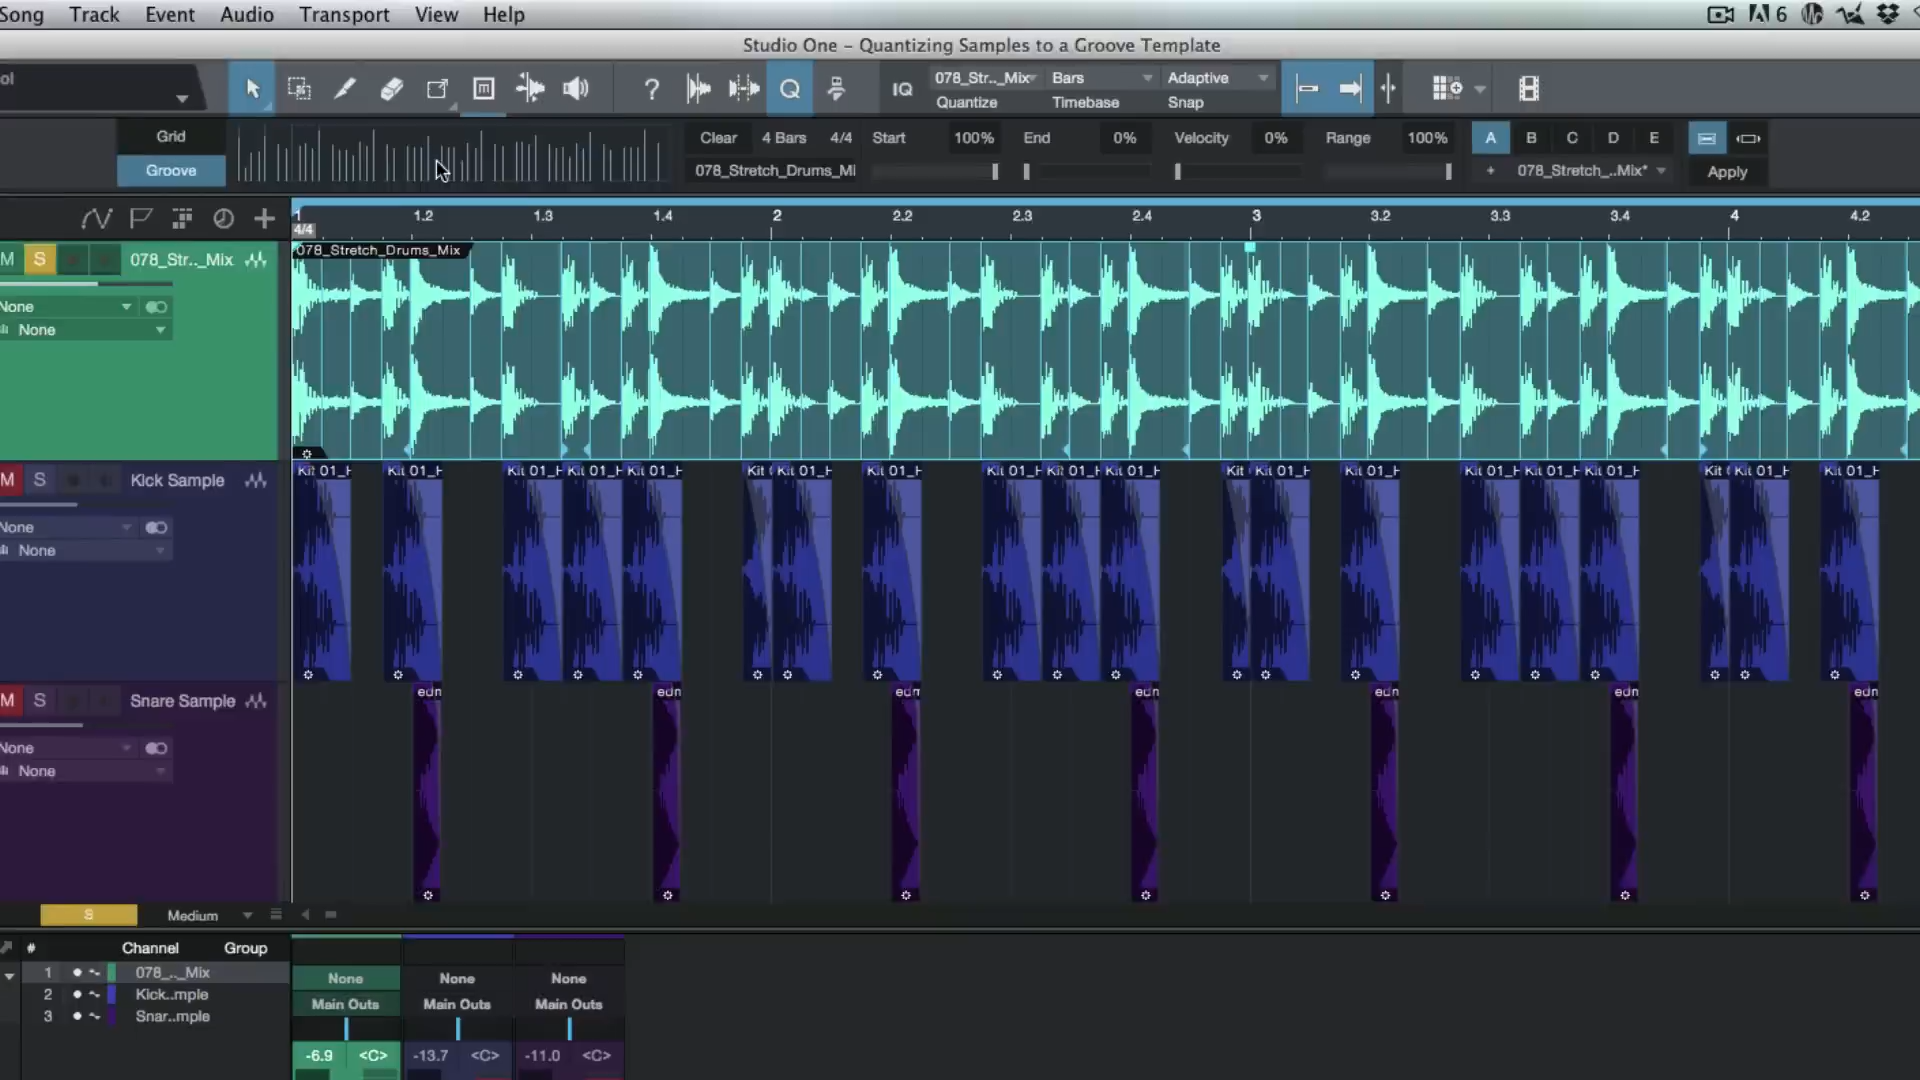 Song Track Event Audio Transport View Help
6
Studio One - Quantizing Samples to a Groove Template
ol
? Q IQ
078_Str.._Mix Bars Adaptive
Quantize Timebase Snap
Grid
Groove
Clear 4 Bars 4/4 Start 100% End 0% Velocity 0% Range 100% A B C D E
078_Stretch_Drums_MI
+ 078_Stretch_..Mix* Apply
1 1.2 1.3 1.4 2 2.2 2.3 2.4 3 3.2 3.3 3.4 4 4.2
4/4
M S 078_Str.._Mix
None
None
078_Stretch_Drums_Mix
M S Kick Sample
None
None
Kit 01_H Kit 01_H Kit 01_H Kit 01_H Kit 01_H Kit 0 Kit 01_H Kit 01_H Kit 01_H Kit 01_H Kit 01_H Kit Kit 01_H Kit 01_H Kit 01_H Kit 01_H Kit 01_H Kit 0 Kit 01_H Kit 01_H
M S Snare Sample
None
None
edn edn edn edn edn edn edn
S Medium
# Channel Group
1 078_.._Mix
2 Kick..mple
3 Snar..mple
None None None
Main Outs Main Outs Main Outs
-6.9 <C> -13.7 <C> -11.0 <C>